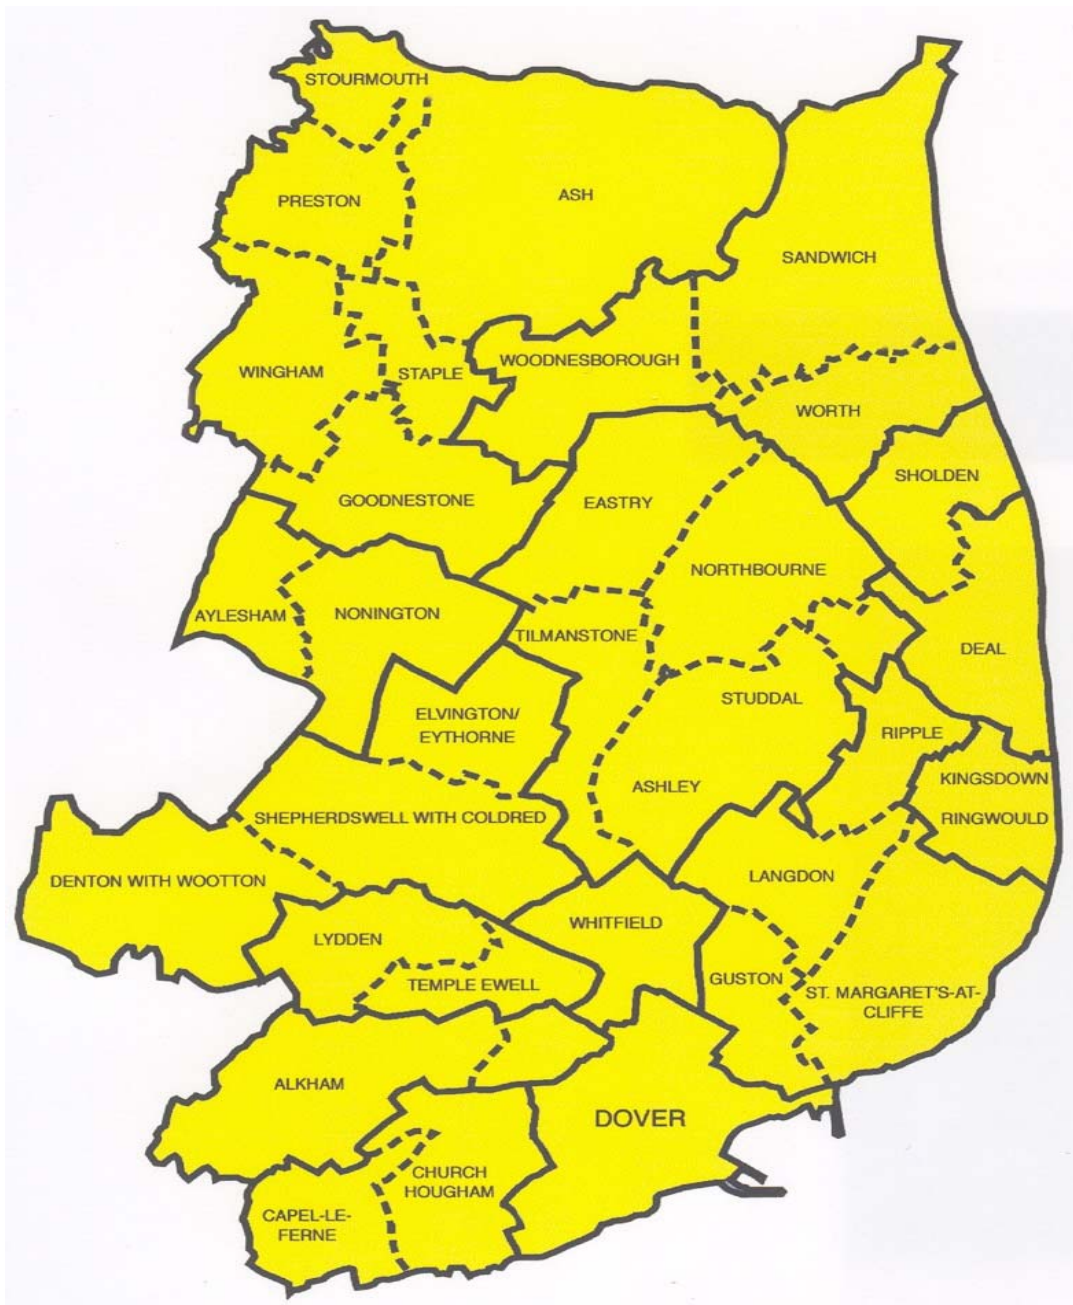 STOURMOUTH
PRESTON
ASH
SANDWICH
WINGHAM
STAPLE
WOODNESBOROUGH
WORTH
SHOLDEN
GOODNESTONE
EASTRY
NORTHBOURNE
AYLESHAM
NONINGTON
TILMANSTONE
DEAL
STUDDAL
ELVINGTON/
EYTHORNE
RIPPLE
ASHLEY
KINGSDOWN
RINGWOULD
SHEPHERDSWELL WITH COLDRED
DENTON WITH WOOTTON
LANGDON
LYDDEN
WHITFIELD
TEMPLE EWELL
GUSTON
ST. MARGARET'S-AT-
CLIFFE
ALKHAM
DOVER
CHURCH
HOUGHAM
CAPEL-LE-
FERNE